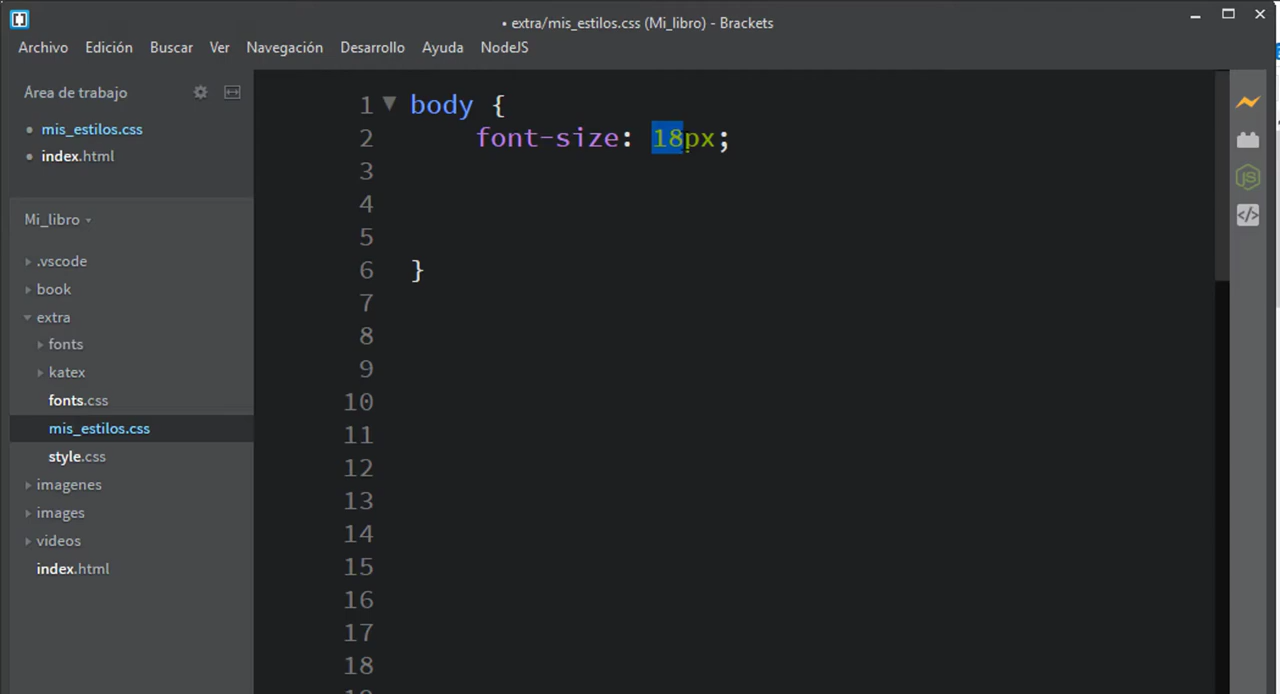 • extra/mis_estilos.css (Mi_libro) - Brackets
Archivo Edición Buscar Ver Navegación Desarrollo Ayuda NodeJS
Área de trabajo
mis_estilos.css
index.html
Mi_libro
.vscode
book
extra
fonts
katex
fonts.css
mis_estilos.css
style.css
imagenes
images
videos
index.html
1 body {
2 font-size: 18px;
3
4
5
6 }
7
8
9
10
11
12
13
14
15
16
17
18
JS
</>